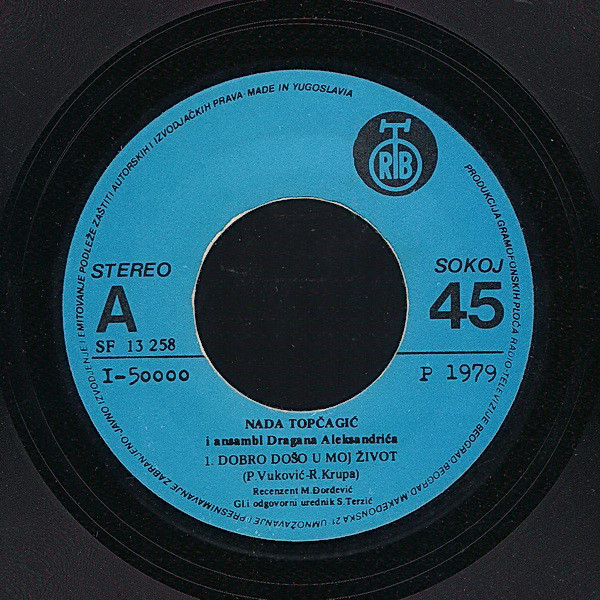 PRODUKCIJA GRAMOFONSKIH PLOČA RADIO-TELEVIZIJE BEOGRAD, BEOGRAD, MAKEDONSKA 21 UMNOŽAVANJE I PRESNIMAVANJE ZABRANJENO-JAVNO IZVODJENJE I EMITOVANJE PODLEŽE ZAŠTITI AUTORSKIH I IZVODJAČKIH PRAVA·MADE IN YUGOSLAVIA
RTB
STEREO
SOKOJ
A
45
SF 13 258
I-50000
P 1979
NADA TOPČAGIĆ
i ansambl Dragana Aleksandrića
1. DOBRO DOŠO U MOJ ŽIVOT
(P.Vuković-R.Krupa)
Recenzent M.Đorđević
Gl.i odgovorni urednik S.Terzić